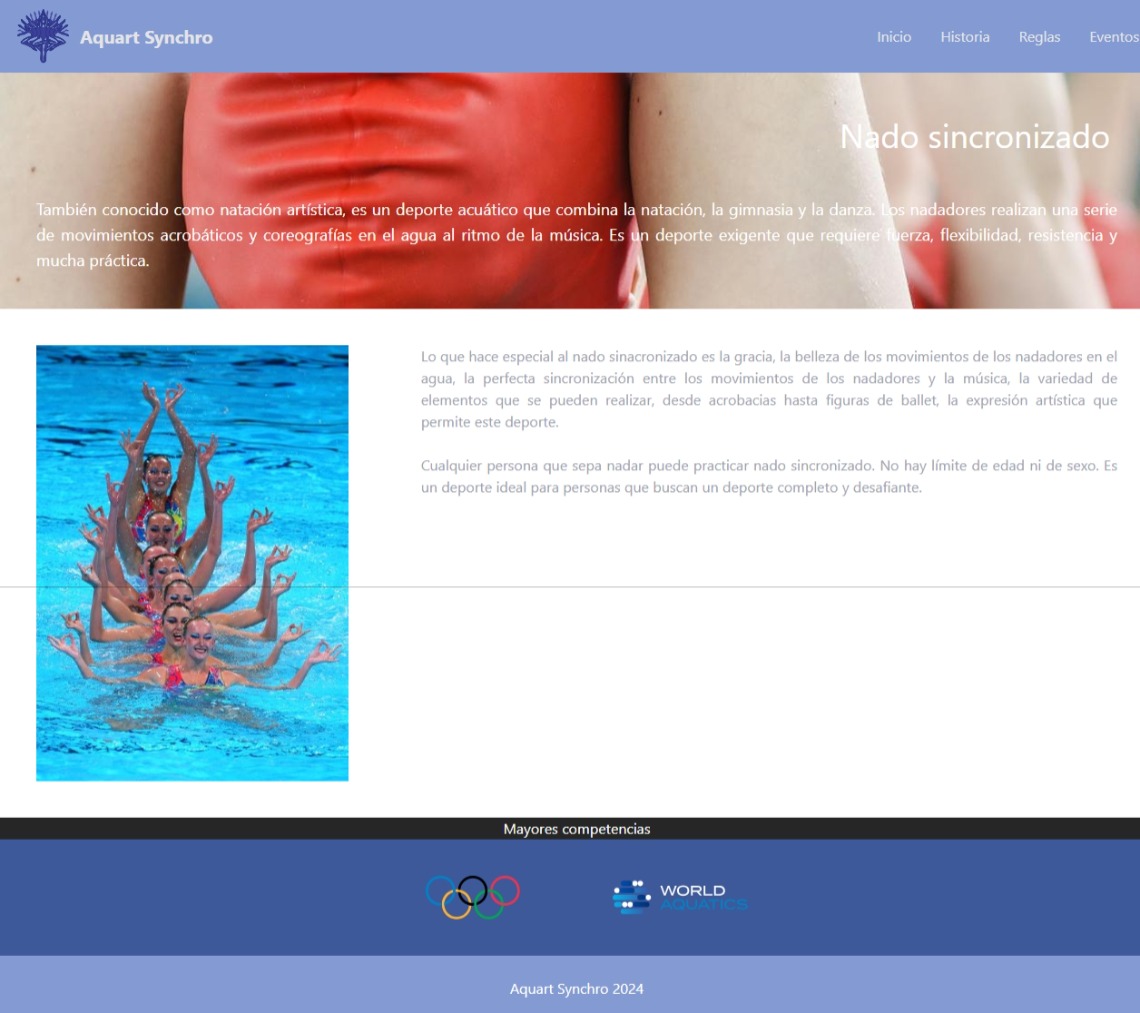 Aquart Synchro
Inicio Historia Reglas Eventos
Nado sincronizado
También conocido como natación artística, es un deporte acuático que combina la natación, la gimnasia y la danza. Los nadadores realizan una serie
de movimientos acrobáticos y coreografías en el agua al ritmo de la música. Es un deporte exigente que requiere fuerza, flexibilidad, resistencia y
mucha práctica.
Lo que hace especial al nado sinacronizado es la gracia, la belleza de los movimientos de los nadadores en el
agua, la perfecta sincronización entre los movimientos de los nadadores y la música, la variedad de
elementos que se pueden realizar, desde acrobacias hasta figuras de ballet, la expresión artística que
permite este deporte.
Cualquier persona que sepa nadar puede practicar nado sincronizado. No hay límite de edad ni de sexo. Es
un deporte ideal para personas que buscan un deporte completo y desafiante.
Mayores competencias
WORLD
AQUATICS
Aquart Synchro 2024